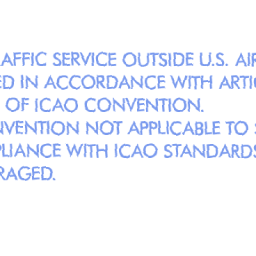 AFFIC SERVICE OUTSIDE U.S. AIR
ED IN ACCORDANCE WITH ARTI
OF ICAO CONVENTION.
NVENTION NOT APPLICABLE TO S
PLIANCE WITH ICAO STANDARDS
RAGED.